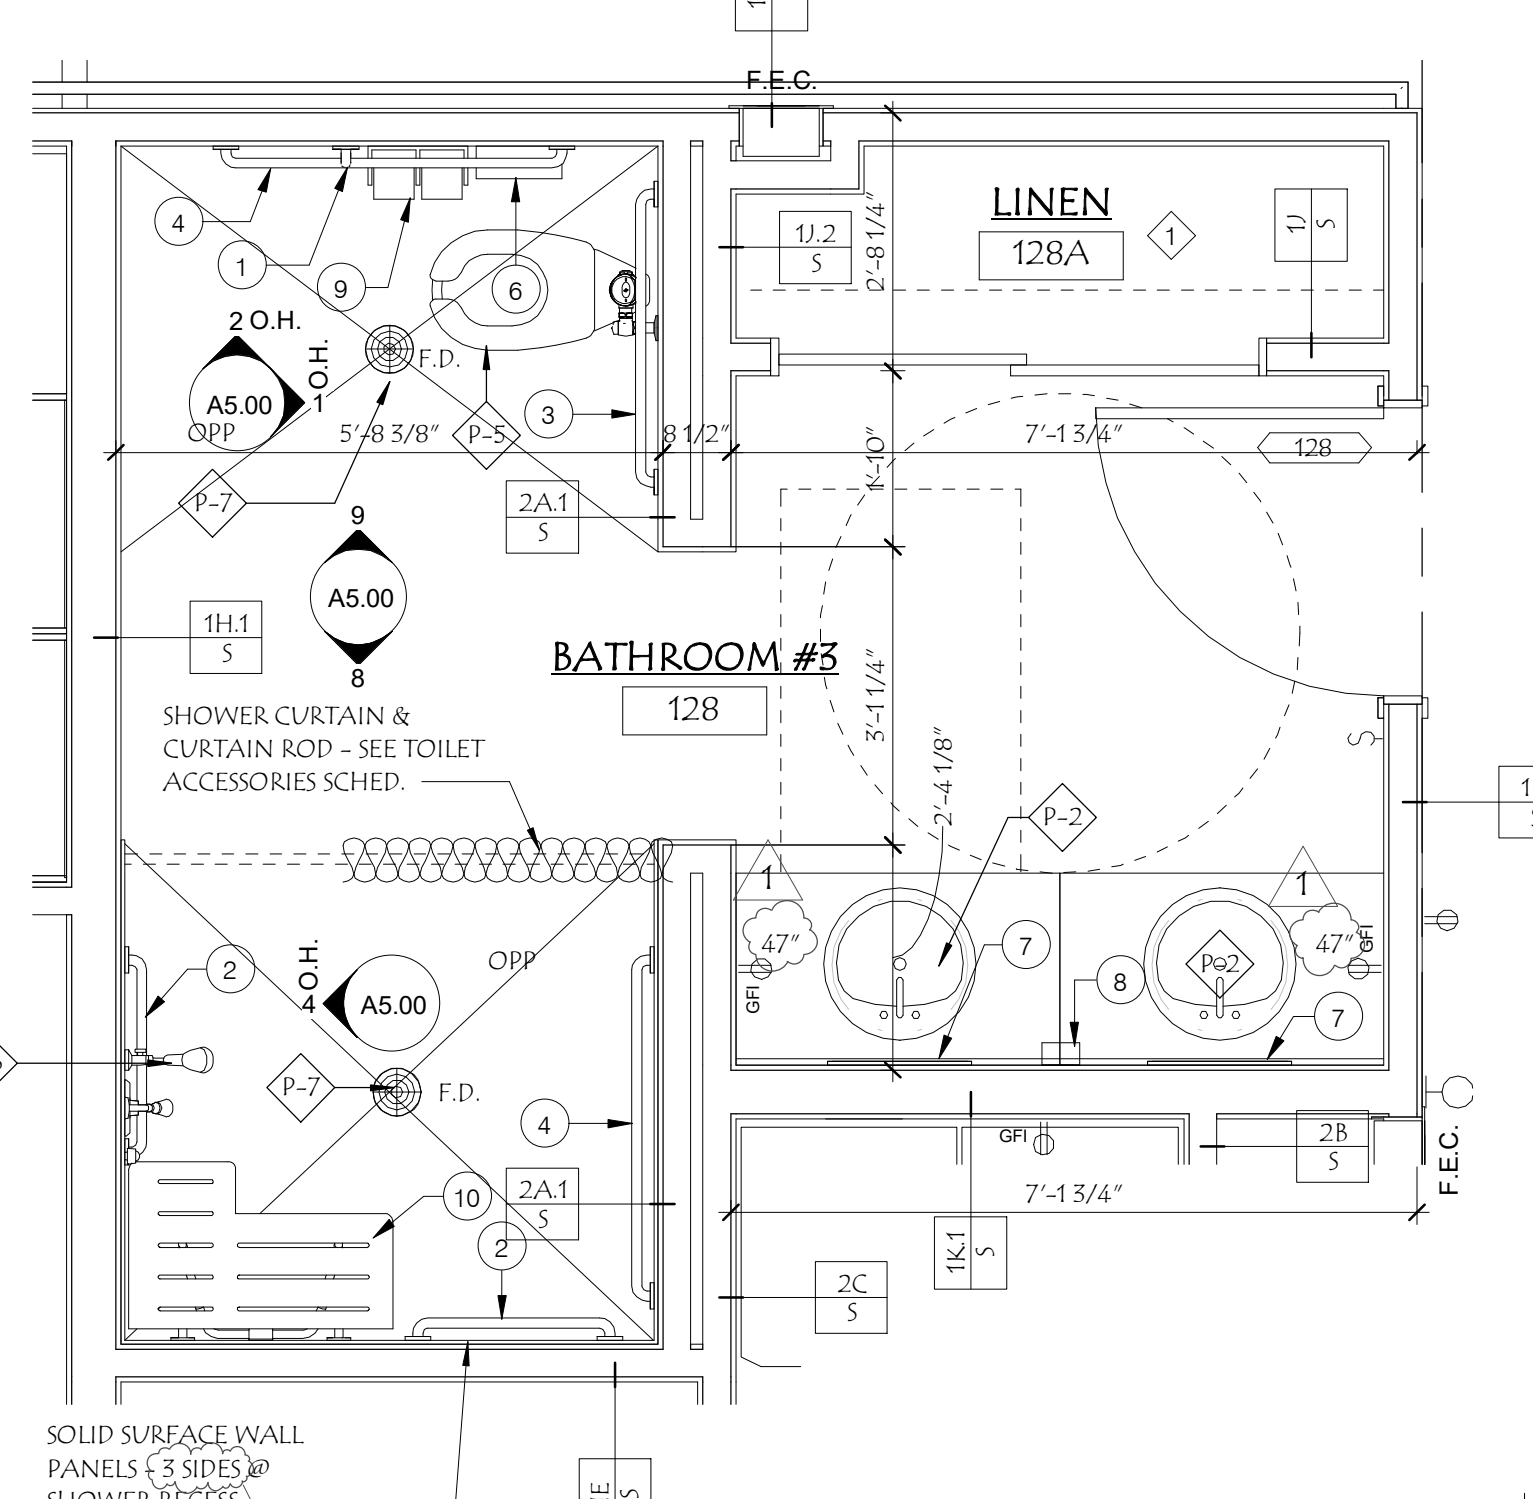 F.E.C.
LINEN
128A
1
1J.2
S
1J
S
2'-8 1/4"
4
1
9
6
2 O.H.
O.H.
1
A5.00
OPP
F.D.
5'-8 3/8"
P-5
3
8 1/2"
7'-1 3/4"
128
1'-10"
P-7
2A.1
S
9
A5.00
8
1H.1
S
BATHROOM #3
128
3'-1 1/4"
SHOWER CURTAIN &
CURTAIN ROD - SEE TOILET
ACCESSORIES SCHED.
S
2'-4 1/8"
P-2
1
1
47"
47"
GFI
GFI
7
8
P-2
7
2
O.H.
4
A5.00
OPP
P-7
F.D.
4
GFI
2B
S
F.E.C.
10
2A.1
S
2
7'-1 3/4"
1K.1
S
2C
S
SOLID SURFACE WALL
PANELS - 3 SIDES @
SHOWER RECESS
S